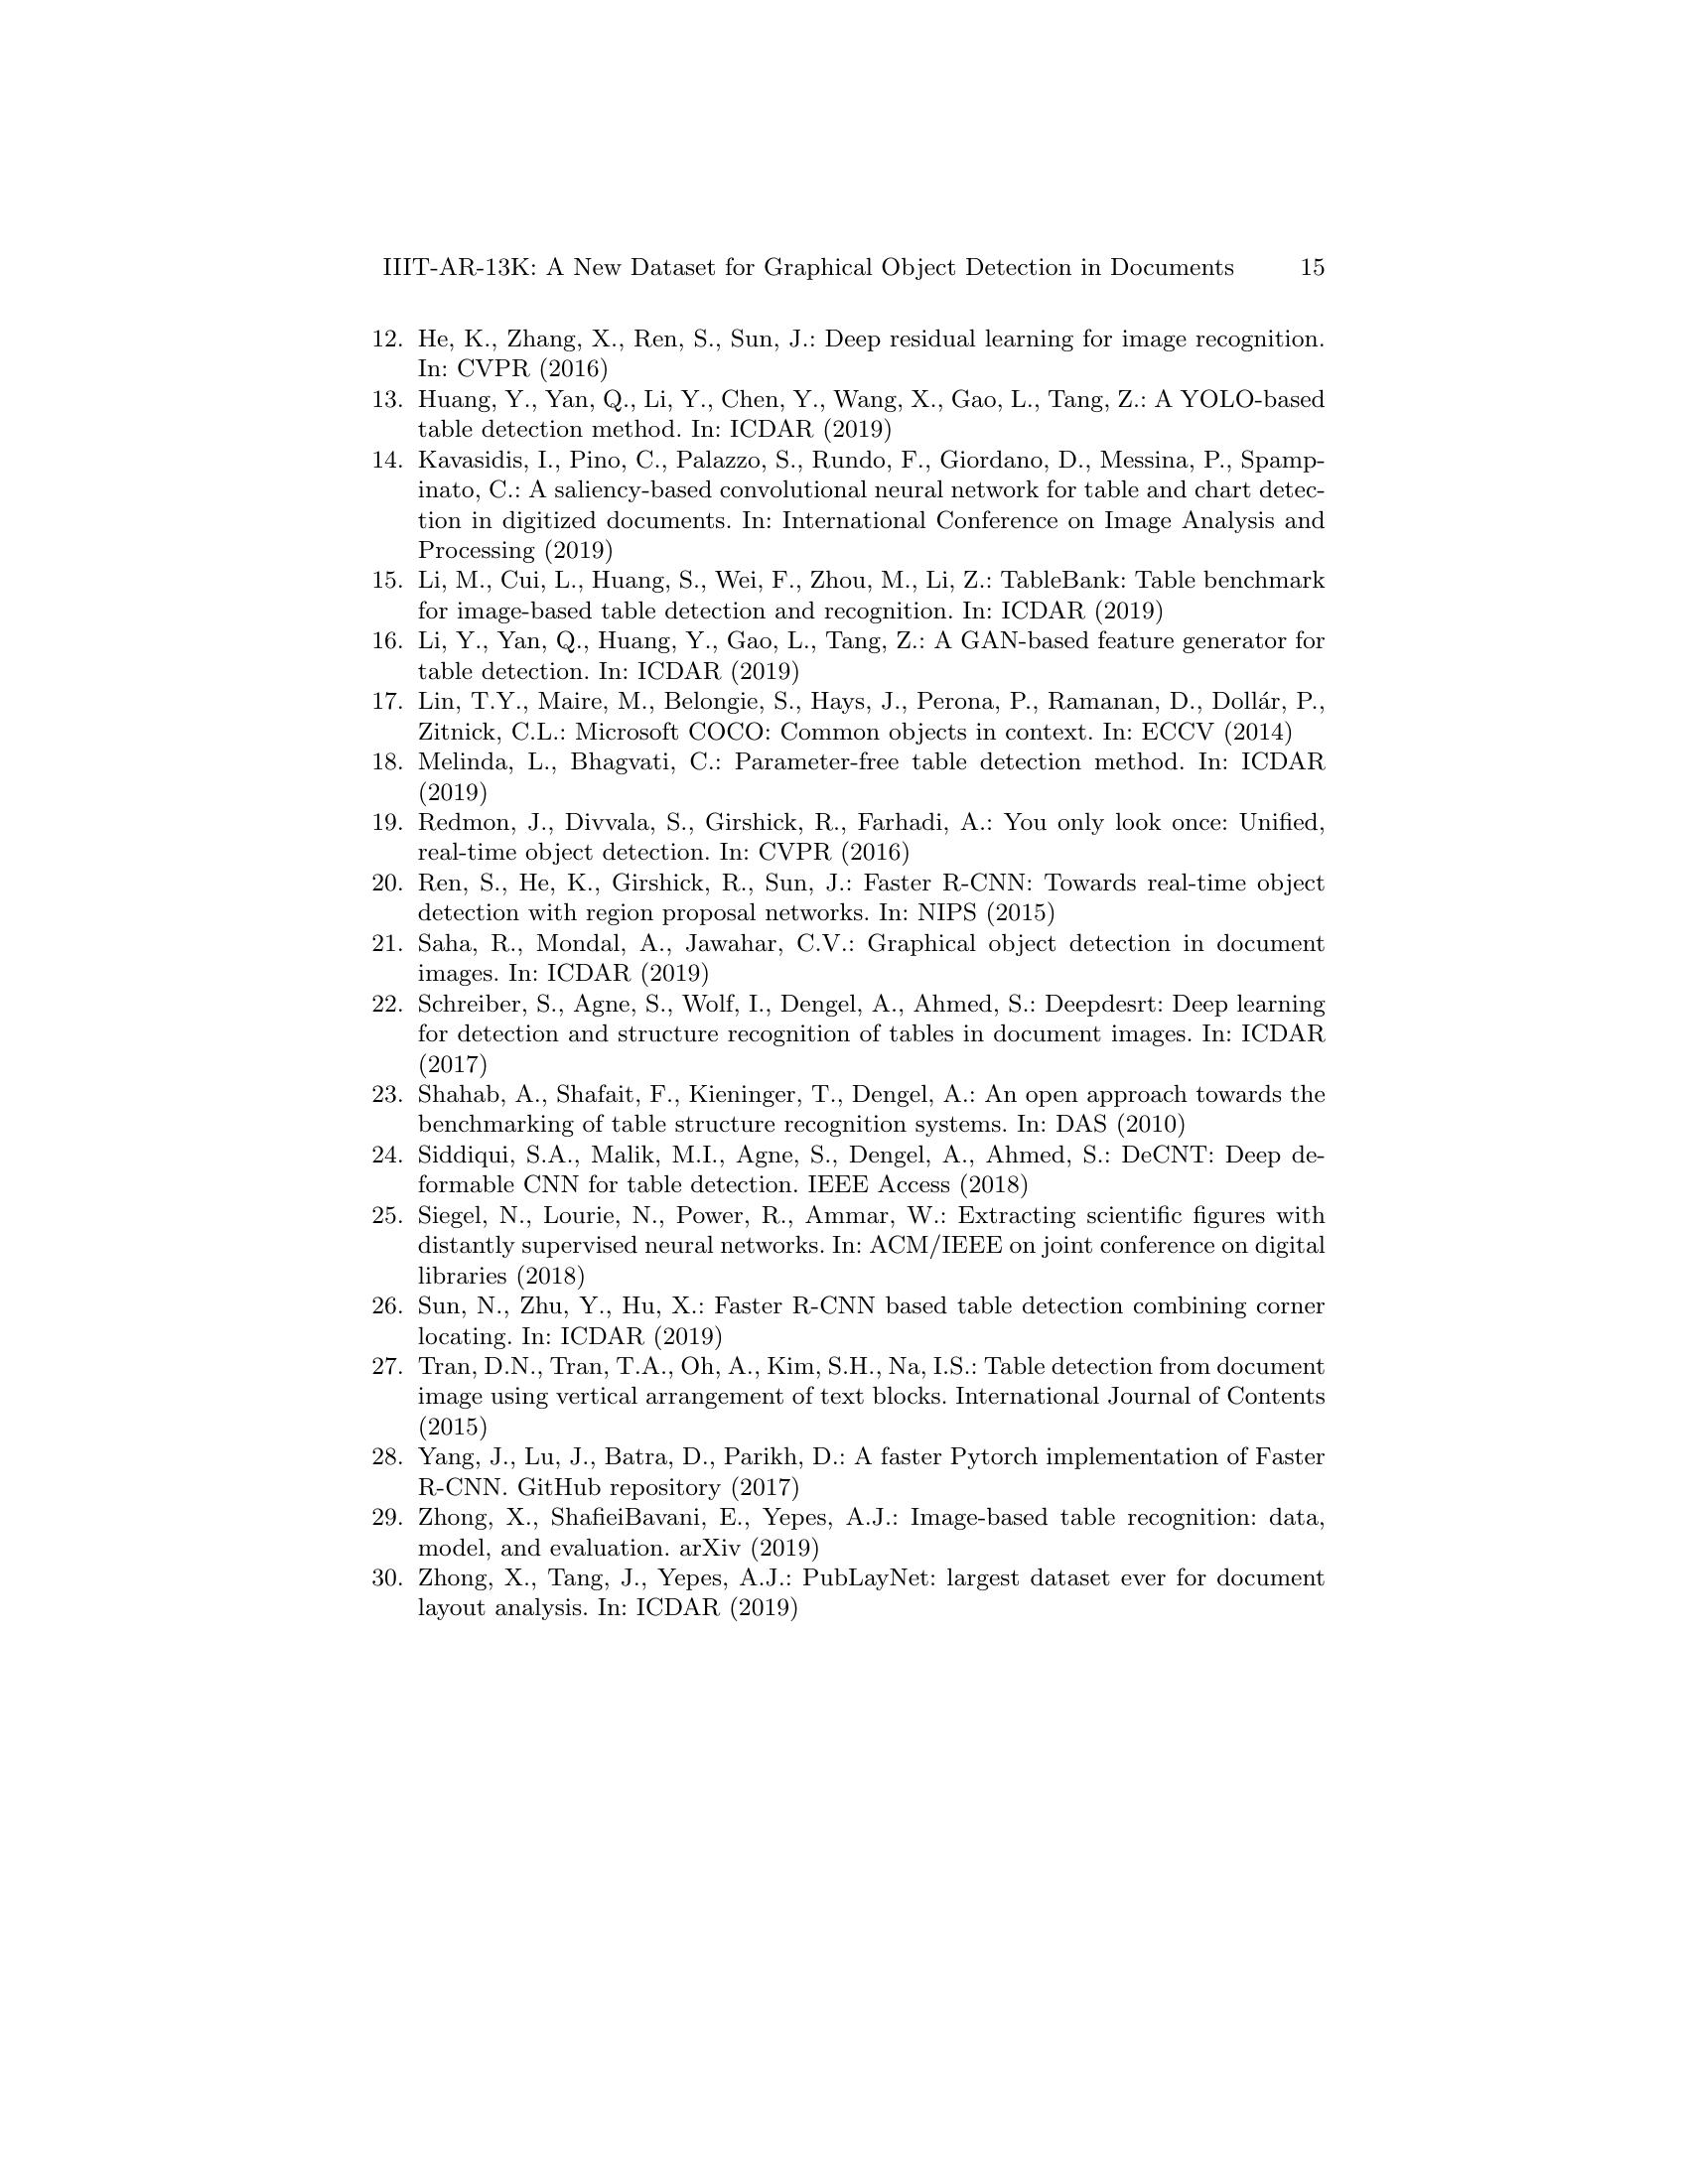 IIIT-AR-13K: A New Dataset for Graphical Object Detection in Documents 15
12. He, K., Zhang, X., Ren, S., Sun, J.: Deep residual learning for image recognition.
In: CVPR (2016)
13. Huang, Y., Yan, Q., Li, Y., Chen, Y., Wang, X., Gao, L., Tang, Z.: A YOLO-based
table detection method. In: ICDAR (2019)
14. Kavasidis, I., Pino, C., Palazzo, S., Rundo, F., Giordano, D., Messina, P., Spamp-
inato, C.: A saliency-based convolutional neural network for table and chart detec-
tion in digitized documents. In: International Conference on Image Analysis and
Processing (2019)
15. Li, M., Cui, L., Huang, S., Wei, F., Zhou, M., Li, Z.: TableBank: Table benchmark
for image-based table detection and recognition. In: ICDAR (2019)
16. Li, Y., Yan, Q., Huang, Y., Gao, L., Tang, Z.: A GAN-based feature generator for
table detection. In: ICDAR (2019)
17. Lin, T.Y., Maire, M., Belongie, S., Hays, J., Perona, P., Ramanan, D., Dollár, P.,
Zitnick, C.L.: Microsoft COCO: Common objects in context. In: ECCV (2014)
18. Melinda, L., Bhagvati, C.: Parameter-free table detection method. In: ICDAR
(2019)
19. Redmon, J., Divvala, S., Girshick, R., Farhadi, A.: You only look once: Unified,
real-time object detection. In: CVPR (2016)
20. Ren, S., He, K., Girshick, R., Sun, J.: Faster R-CNN: Towards real-time object
detection with region proposal networks. In: NIPS (2015)
21. Saha, R., Mondal, A., Jawahar, C.V.: Graphical object detection in document
images. In: ICDAR (2019)
22. Schreiber, S., Agne, S., Wolf, I., Dengel, A., Ahmed, S.: Deepdesrt: Deep learning
for detection and structure recognition of tables in document images. In: ICDAR
(2017)
23. Shahab, A., Shafait, F., Kieninger, T., Dengel, A.: An open approach towards the
benchmarking of table structure recognition systems. In: DAS (2010)
24. Siddiqui, S.A., Malik, M.I., Agne, S., Dengel, A., Ahmed, S.: DeCNT: Deep de-
formable CNN for table detection. IEEE Access (2018)
25. Siegel, N., Lourie, N., Power, R., Ammar, W.: Extracting scientific figures with
distantly supervised neural networks. In: ACM/IEEE on joint conference on digital
libraries (2018)
26. Sun, N., Zhu, Y., Hu, X.: Faster R-CNN based table detection combining corner
locating. In: ICDAR (2019)
27. Tran, D.N., Tran, T.A., Oh, A., Kim, S.H., Na, I.S.: Table detection from document
image using vertical arrangement of text blocks. International Journal of Contents
(2015)
28. Yang, J., Lu, J., Batra, D., Parikh, D.: A faster Pytorch implementation of Faster
R-CNN. GitHub repository (2017)
29. Zhong, X., ShafieiBavani, E., Yepes, A.J.: Image-based table recognition: data,
model, and evaluation. arXiv (2019)
30. Zhong, X., Tang, J., Yepes, A.J.: PubLayNet: largest dataset ever for document
layout analysis. In: ICDAR (2019)